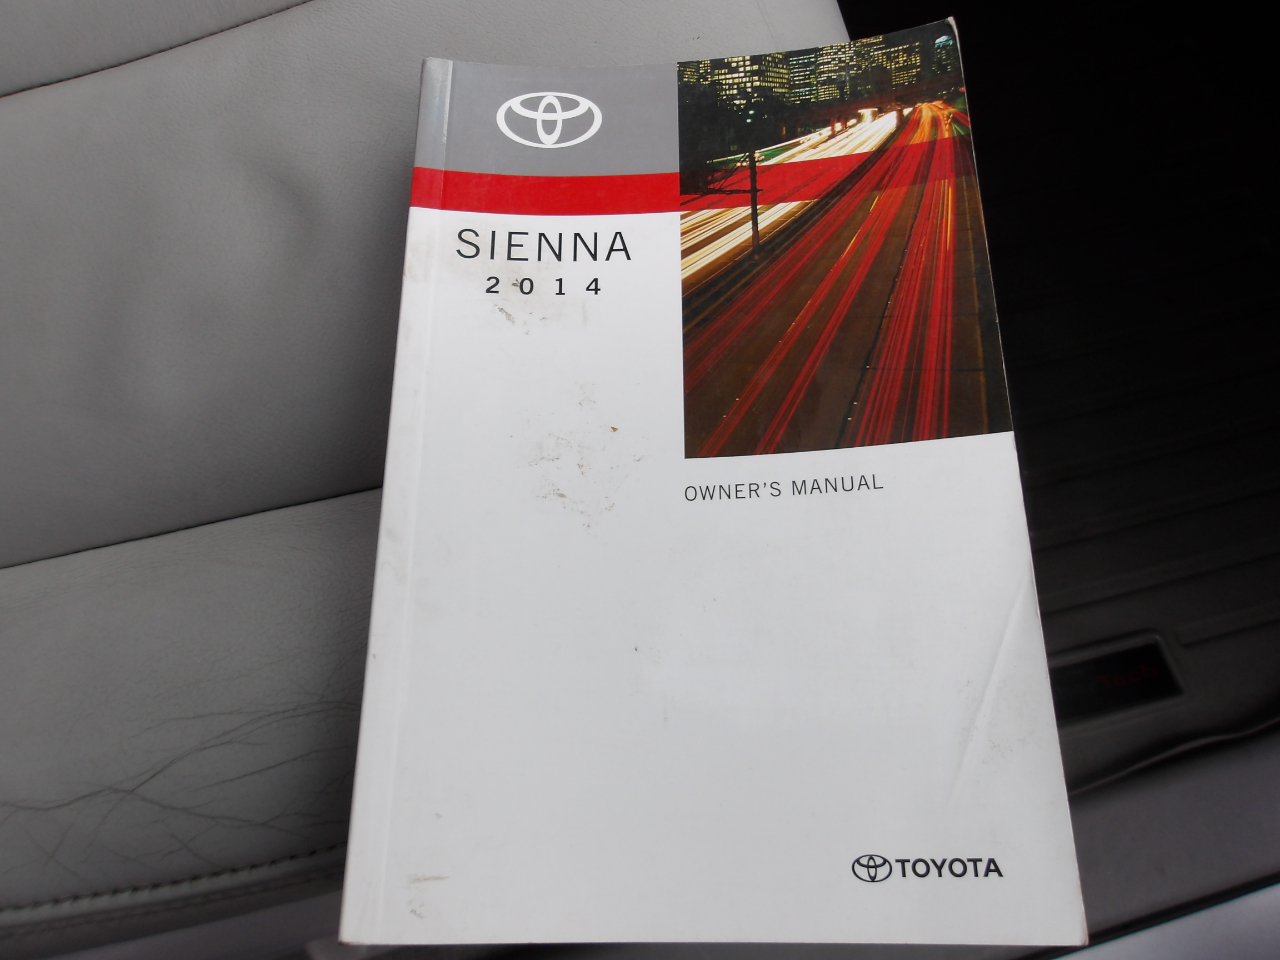 SIENNA
2014
OWNER'S MANUAL
TOYOTA